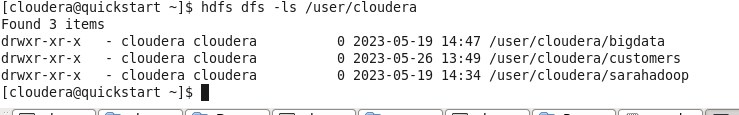 [cloudera@quickstart ~]$ hdfs dfs -ls /user/cloudera
Found 3 items
drwxr-xr-x   - cloudera cloudera          0 2023-05-19 14:47 /user/cloudera/bigdata
drwxr-xr-x   - cloudera cloudera          0 2023-05-26 13:49 /user/cloudera/customers
drwxr-xr-x   - cloudera cloudera          0 2023-05-19 14:34 /user/cloudera/sarahadoop
[cloudera@quickstart ~]$